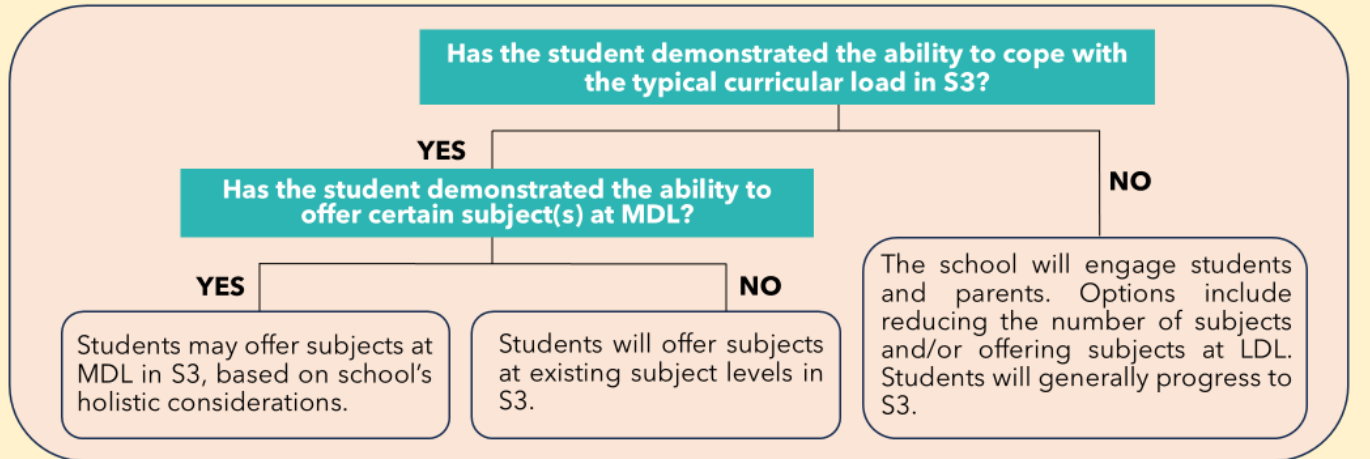 Has the student demonstrated the ability to cope with
the typical curricular load in S3?
YES
NO
Has the student demonstrated the ability to
offer certain subject(s) at MDL?
YES
NO
Students may offer subjects at
MDL in S3, based on school's
holistic considerations.
Students will offer subjects
at existing subject levels in
S3.
The school will engage students
and parents. Options include
reducing the number of subjects
and/or offering subjects at LDL.
Students will generally progress to
S3.